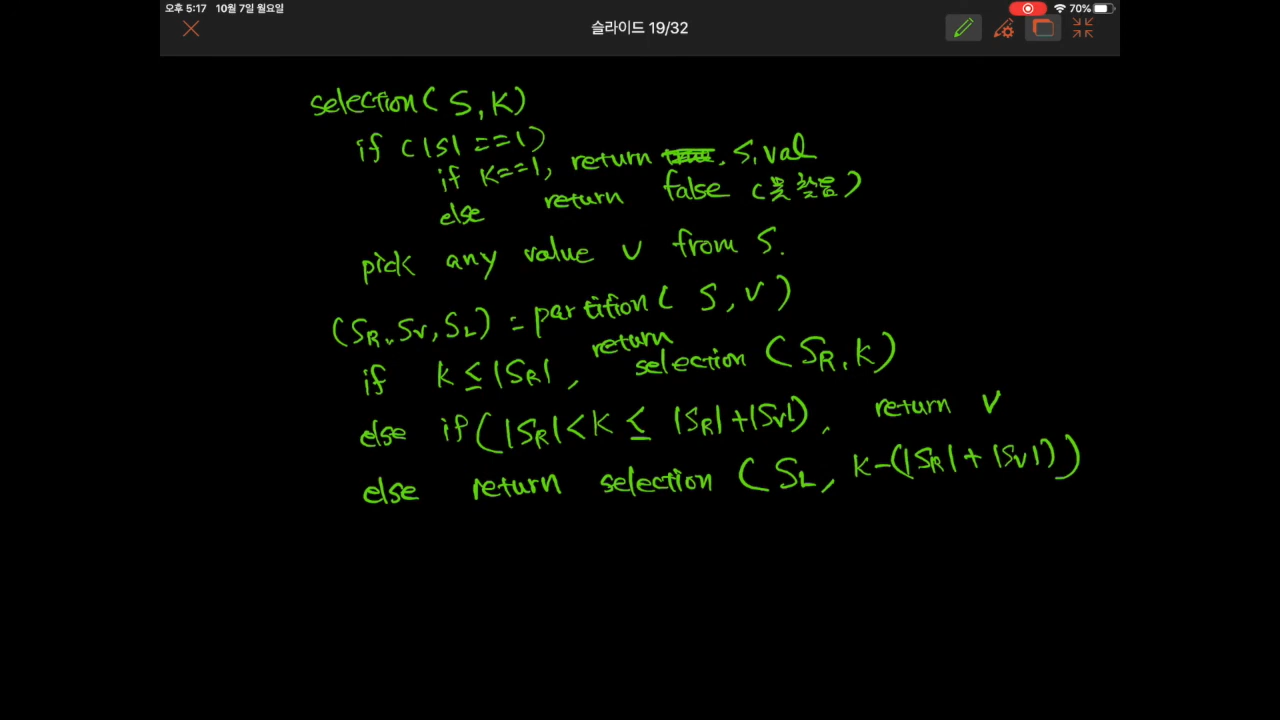 오후 5:17 10월 7일 월요일
70%
슬라이드 19/32
selection( S, K)
if (|S| == 1)
if K==1, return S.val
else return false (못 찾음)
pick any value v from S.
(SR, SV, SL) = partition( S, V )
if K ≤ |SR|, return selection (SR, K)
else if(|SR| < K ≤ |SR|+|SV|), return V
else return selection (SL, K-(|SR| + |SV|))